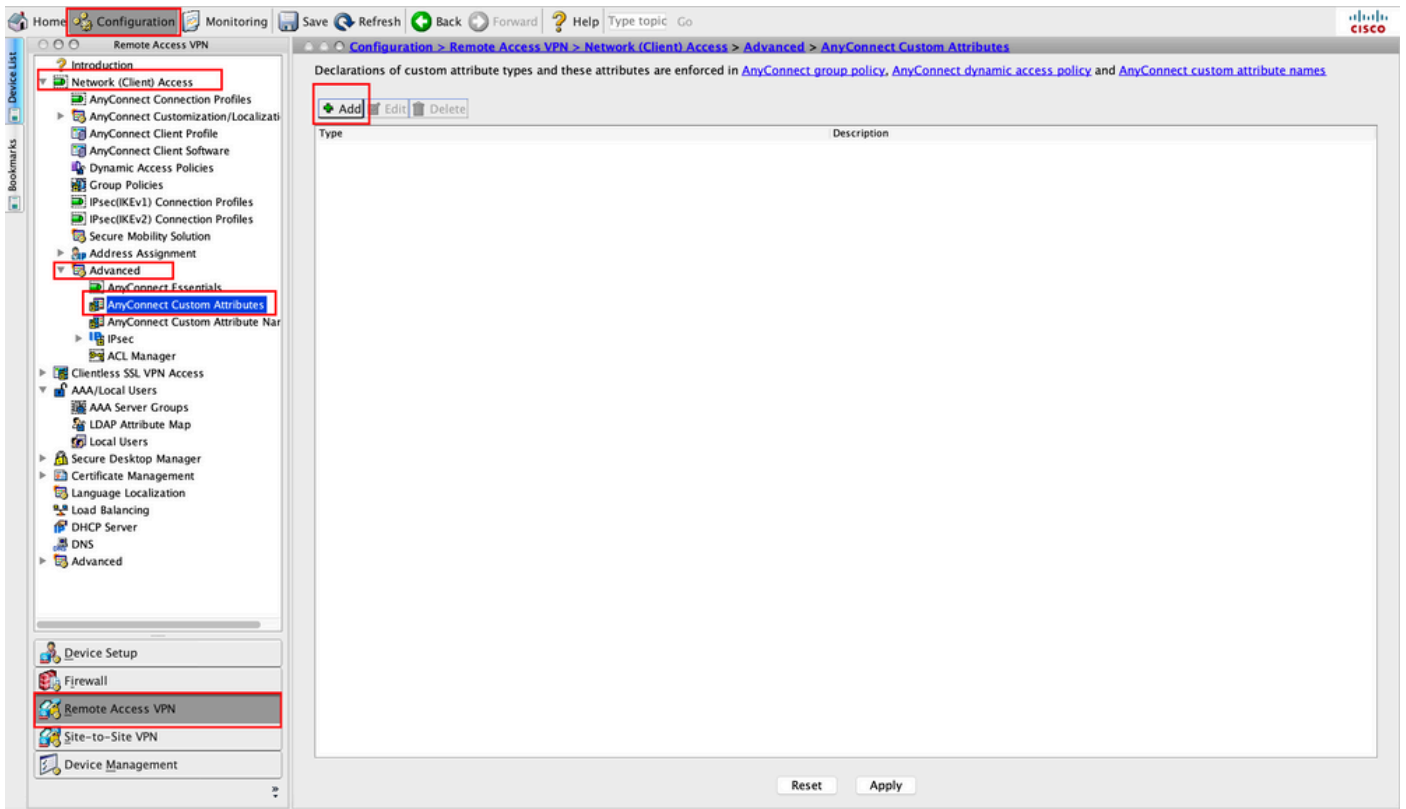 Home Configuration Monitoring Save Refresh Back Forward Help Type topic Go
CISCO
Device List
Bookmarks
Remote Access VPN
Introduction
Network (Client) Access
AnyConnect Connection Profiles
AnyConnect Customization/Localizati
AnyConnect Client Profile
AnyConnect Client Software
Dynamic Access Policies
Group Policies
IPsec(IKEv1) Connection Profiles
IPsec(IKEv2) Connection Profiles
Secure Mobility Solution
Address Assignment
Advanced
AnyConnect Essentials
AnyConnect Custom Attributes
AnyConnect Custom Attribute Nar
IPsec
ACL Manager
Clientless SSL VPN Access
AAA/Local Users
AAA Server Groups
LDAP Attribute Map
Local Users
Secure Desktop Manager
Certificate Management
Language Localization
Load Balancing
DHCP Server
DNS
Advanced
Device Setup
Firewall
Remote Access VPN
Site-to-Site VPN
Device Management
Configuration > Remote Access VPN > Network (Client) Access > Advanced > AnyConnect Custom Attributes
Declarations of custom attribute types and these attributes are enforced in AnyConnect group policy, AnyConnect dynamic access policy and AnyConnect custom attribute names
Add Edit Delete
Type Description
Reset Apply